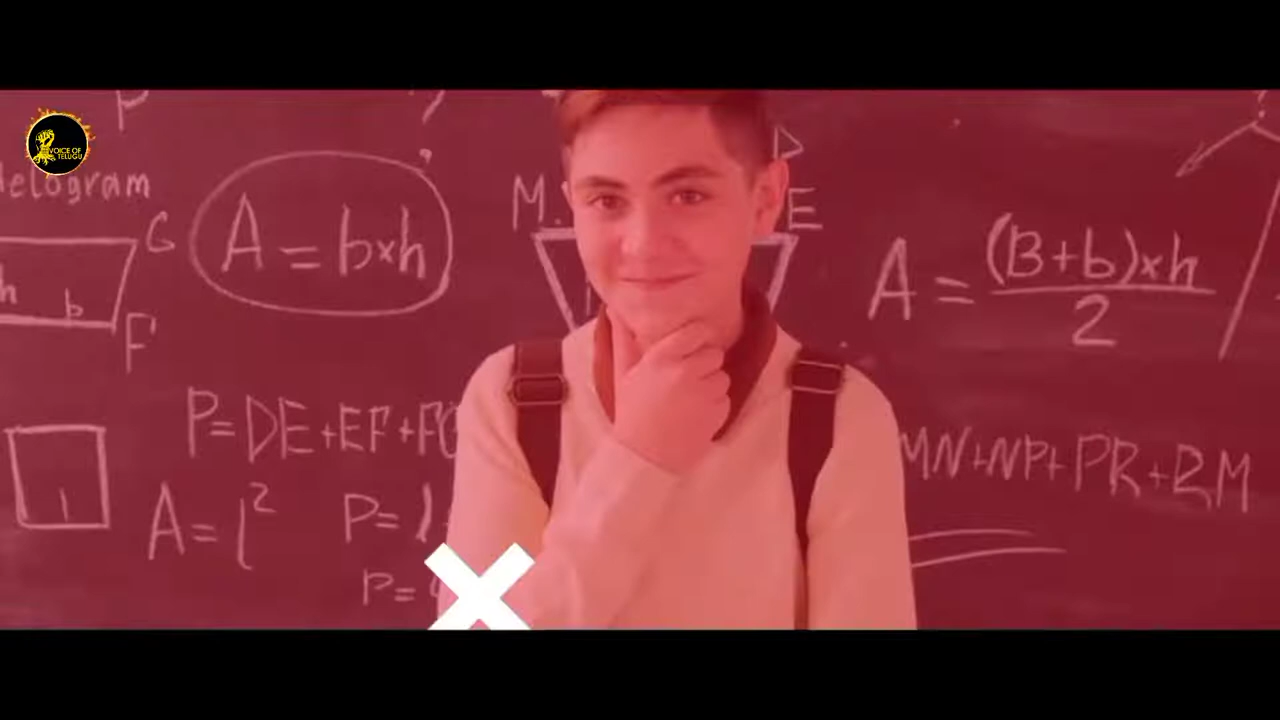 VOICE OF
TELUGU
elogram
G
A = b×h
M
D
E
A = (B+b)×h
2
h
b
F
P=DE+EF+F
MN+NP+PR+RM
A=l²
P=
P=